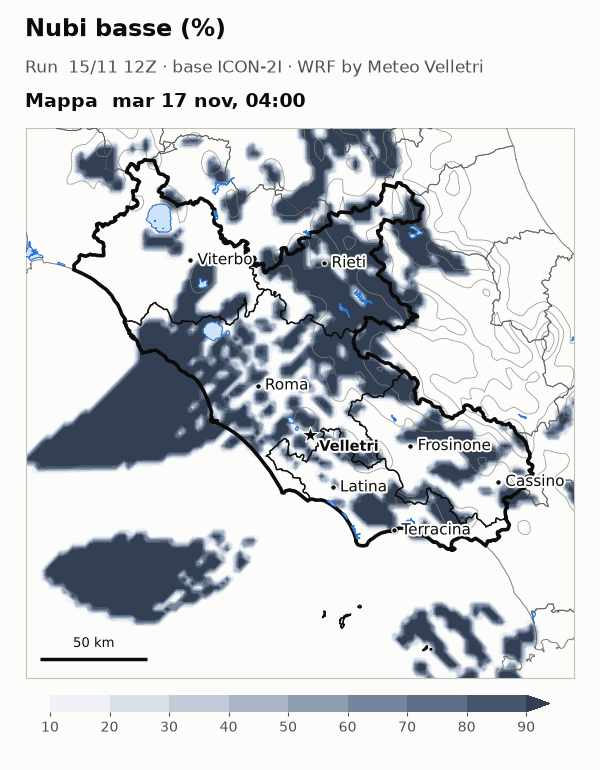 Nubi basse (%)
Run  15/11 12Z · base ICON-2I · WRF by Meteo Velletri
Mappa  mar 17 nov, 04:00
Viterbo
Rieti
Roma
Velletri
Frosinone
Cassino
Latina
Terracina
50 km
10 20 30 40 50 60 70 80 90